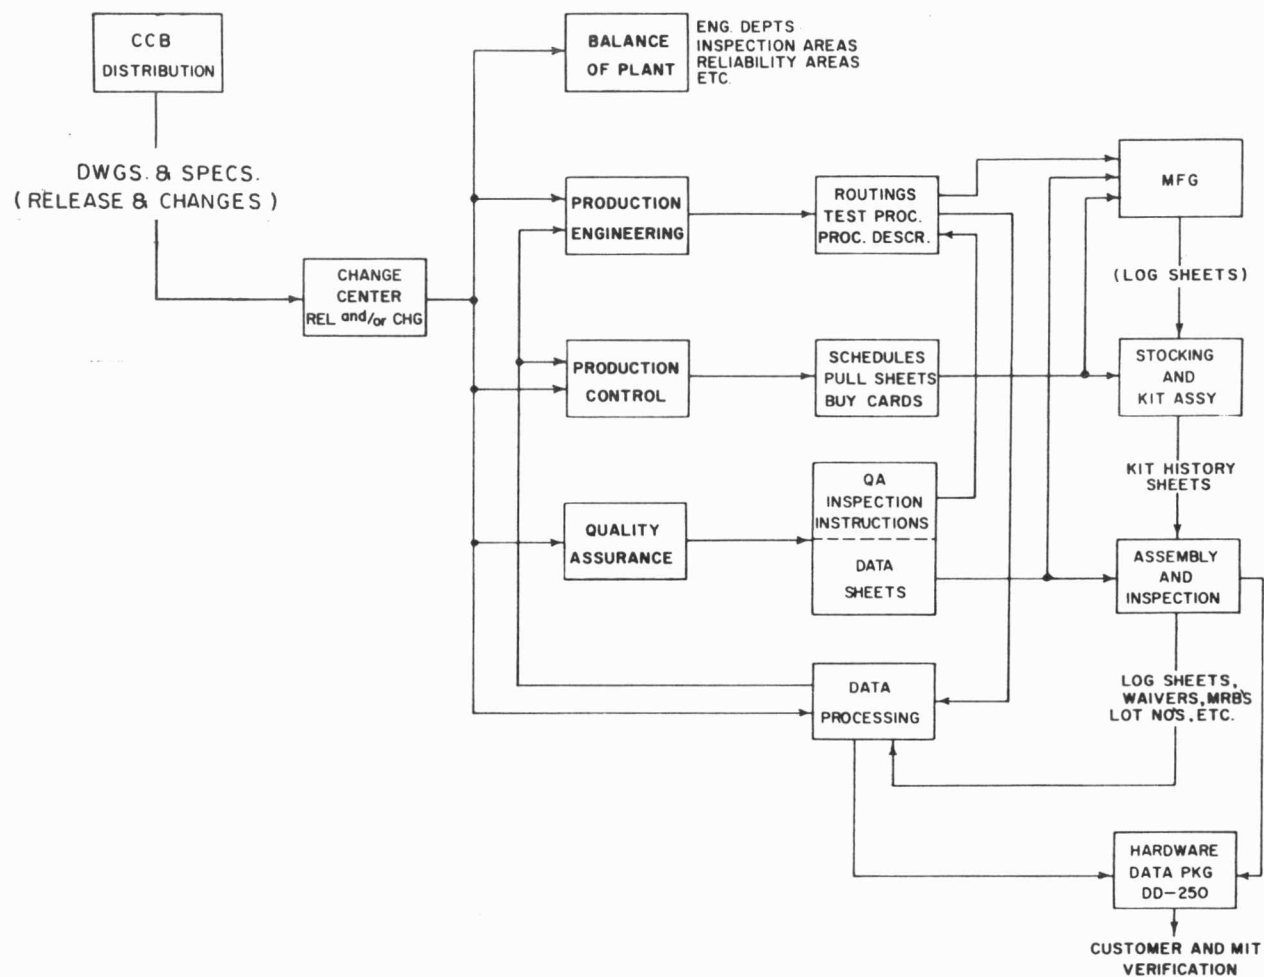 CCB
DISTRIBUTION
DWGS. & SPECS.
(RELEASE & CHANGES)
CHANGE
CENTER
REL and/or CHG
BALANCE
OF PLANT
ENG. DEPTS
INSPECTION AREAS
RELIABILITY AREAS
ETC.
PRODUCTION
ENGINEERING
ROUTINGS
TEST PROC.
PROC. DESCR.
MFG
(LOG SHEETS)
PRODUCTION
CONTROL
SCHEDULES
PULL SHEETS
BUY CARDS
STOCKING
AND
KIT ASSY
KIT HISTORY
SHEETS
QUALITY
ASSURANCE
QA
INSPECTION
INSTRUCTIONS
DATA
SHEETS
ASSEMBLY
AND
INSPECTION
LOG SHEETS,
WAIVERS, MRB'S
LOT NO'S, ETC.
DATA
PROCESSING
HARDWARE
DATA PKG
DD-250
CUSTOMER AND MIT
VERIFICATION